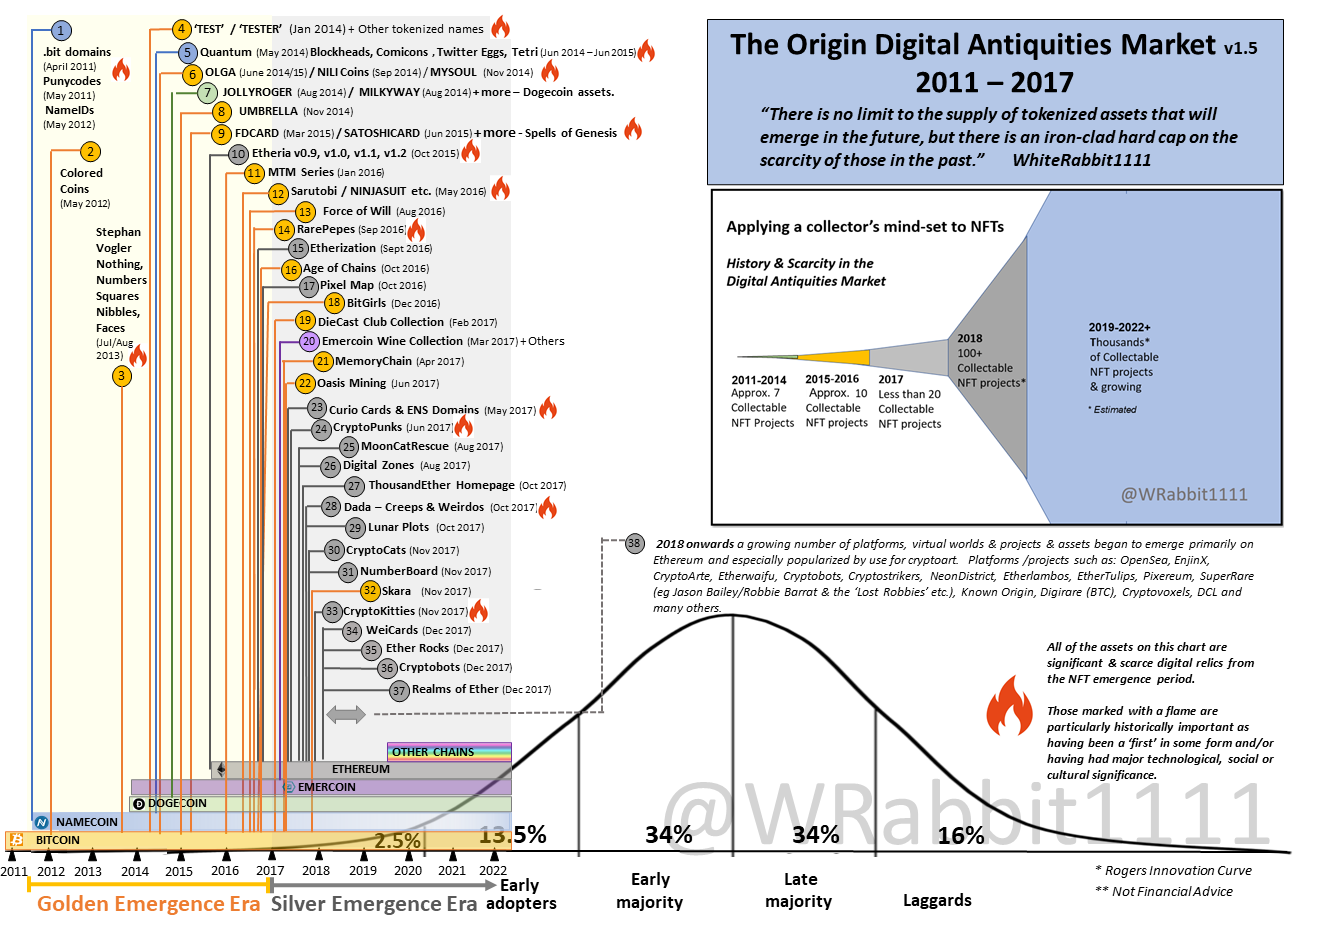 The Origin Digital Antiquities Market v1.5
2011 – 2017
“There is no limit to the supply of tokenized assets that will
emerge in the future, but there is an iron-clad hard cap on the
scarcity of those in the past.” WhiteRabbit1111
1
.bit domains
(April 2011)
Punycodes
(May 2011)
NameIDs
(May 2012)
2
Colored
Coins
(May 2012)
Stephan
Vogler
Nothing,
Numbers
Squares
Nibbles,
Faces
(Jul/Aug
2013)
3
4 ‘TEST’ / ‘TESTER’ (Jan 2014) + Other tokenized names
5 Quantum (May 2014) Blockheads, Comicons , Twitter Eggs, Tetri (Jun 2014 – Jun 2015)
6 OLGA (June 2014/15) / NILI Coins (Sep 2014) / MYSOUL (Nov 2014)
7 JOLLYROGER (Aug 2014) / MILKYWAY (Aug 2014) + more – Dogecoin assets.
8 UMBRELLA (Nov 2014)
9 FDCARD (Mar 2015) / SATOSHICARD (Jun 2015) + more - Spells of Genesis
10 Etheria v0.9, v1.0, v1.1, v1.2 (Oct 2015)
11 MTM Series (Jan 2016)
12 Sarutobi / NINJASUIT etc. (May 2016)
13 Force of Will (Aug 2016)
14 RarePepes (Sep 2016)
15 Etherization (Sept 2016)
16 Age of Chains (Oct 2016)
17 Pixel Map (Oct 2016)
18 BitGirls (Dec 2016)
19 DieCast Club Collection (Feb 2017)
20 Emercoin Wine Collection (Mar 2017) + Others
21 MemoryChain (Apr 2017)
22 Oasis Mining (Jun 2017)
23 Curio Cards & ENS Domains (May 2017)
24 CryptoPunks (Jun 2017)
25 MoonCatRescue (Aug 2017)
26 Digital Zones (Aug 2017)
27 ThousandEther Homepage (Oct 2017)
28 Dada – Creeps & Weirdos (Oct 2017)
29 Lunar Plots (Oct 2017)
30 CryptoCats (Nov 2017)
31 NumberBoard (Nov 2017)
32 Skara (Nov 2017)
33 CryptoKitties (Nov 2017)
34 WeiCards (Dec 2017)
35 Ether Rocks (Dec 2017)
36 Cryptobots (Dec 2017)
37 Realms of Ether (Dec 2017)
Applying a collector’s mind-set to NFTs
History & Scarcity in the
Digital Antiquities Market
2011-2014
Approx. 7
Collectable
NFT Projects
2015-2016
Approx. 10
Collectable
NFT projects
2017
Less than 20
Collectable
NFT projects
2018
100+
Collectable
NFT projects*
2019-2022+
Thousands*
of Collectable
NFT projects
& growing
* Estimated
@WRabbit1111
38 2018 onwards a growing number of platforms, virtual worlds & projects & assets began to emerge primarily on
Ethereum and especially popularized by use for cryptoart. Platforms /projects such as: OpenSea, EnjinX,
CryptoArte, Etherwaifu, Cryptobots, Cryptostrikers, NeonDistrict, Etherlambos, EtherTulips, Pixereum, SuperRare
(eg Jason Bailey/Robbie Barrat & the ‘Lost Robbies’ etc.), Known Origin, Digirare (BTC), Cryptovoxels, DCL and
many others.
All of the assets on this chart are
significant & scarce digital relics from
the NFT emergence period.
Those marked with a flame are
particularly historically important as
having been a ‘first’ in some form and/or
having had major technological, social or
cultural significance.
OTHER CHAINS
ETHEREUM
EMERCOIN
DOGECOIN
NAMECOIN
BITCOIN
@WRabbit1111
2.5% 13.5% 34% 34% 16%
2011 2012 2013 2014 2015 2016 2017 2018 2019 2020 2021 2022
Golden Emergence Era Silver Emergence Era
Early
adopters
Early
majority
Late
majority
Laggards
* Rogers Innovation Curve
** Not Financial Advice